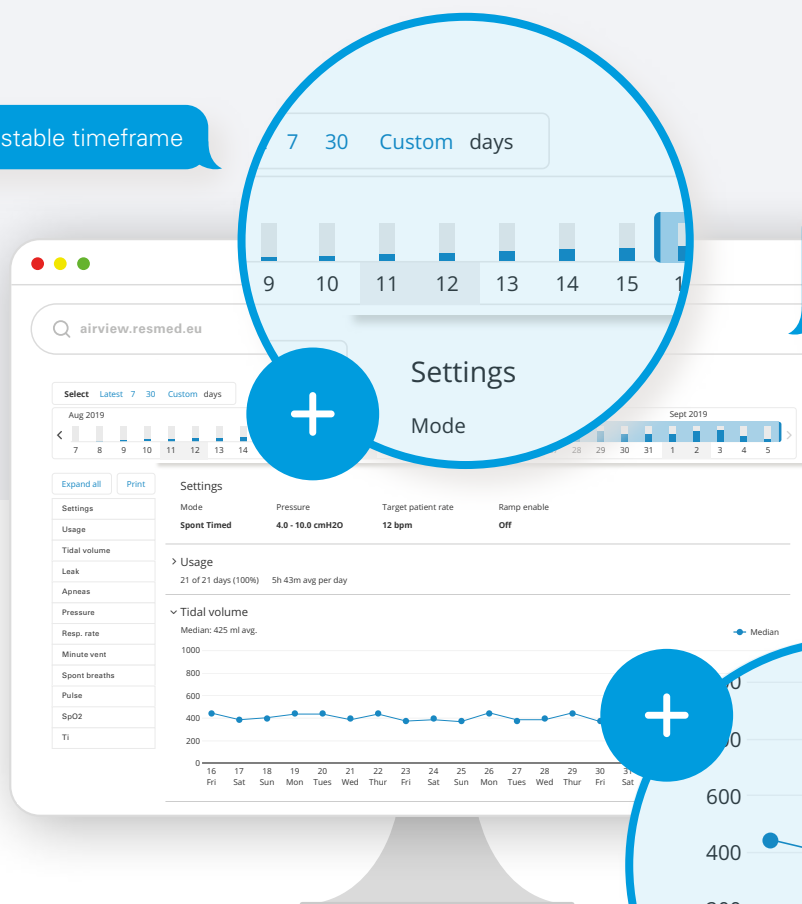 7 30 Custom days
stable timeframe
9 10 11 12 13 14 15
Settings
Mode
airview.resmed.eu
Select Latest 7 30 Custom days
Aug 2019
Sept 2019
7 8 9 10 11 12 13 14
28 29 30 31 1 2 3 4 5
Expand all Print
Settings
Usage
Tidal volume
Leak
Apneas
Pressure
Resp. rate
Minute vent
Spont breaths
Pulse
SpO2
Ti
Settings
Mode Pressure Target patient rate Ramp enable
Spont Timed 4.0 - 10.0 cmH2O 12 bpm Off
Usage
21 of 21 days (100%) 5h 43m avg per day
Tidal volume
Median: 425 ml avg.
Median
1000
800
600
400
200
0
16 17 18 19 20 21 22 23 24 25 26 27 28 29 30 31
Fri Sat Sun Mon Tues Wed Thur Fri Sat Sun Mon Tues Wed Thur Fri Sat
600
400